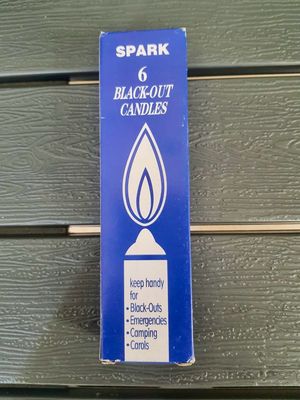 SPARK
6
BLACK-OUT
CANDLES
keep handy
for
• Black-Outs
• Emergencies
• Camping
• Carols